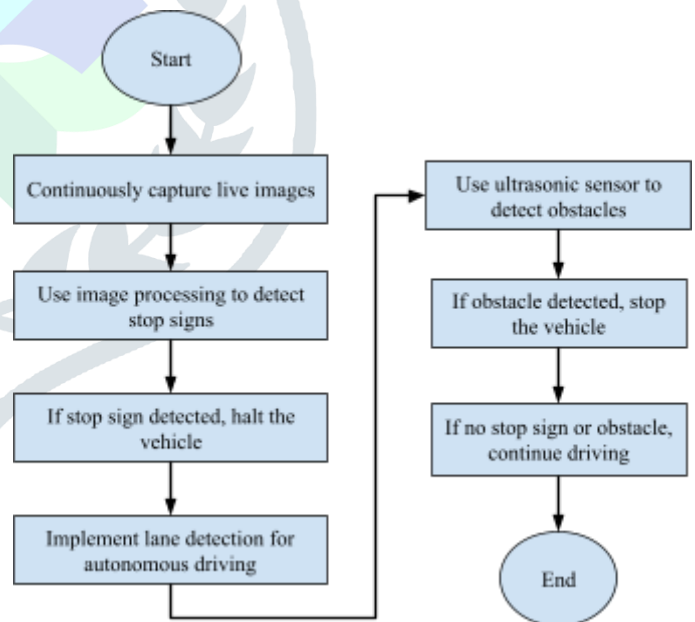 Start
Continuously capture live images
Use image processing to detect
stop signs
If stop sign detected, halt the
vehicle
Implement lane detection for
autonomous driving
Use ultrasonic sensor to
detect obstacles
If obstacle detected, stop
the vehicle
If no stop sign or obstacle,
continue driving
End